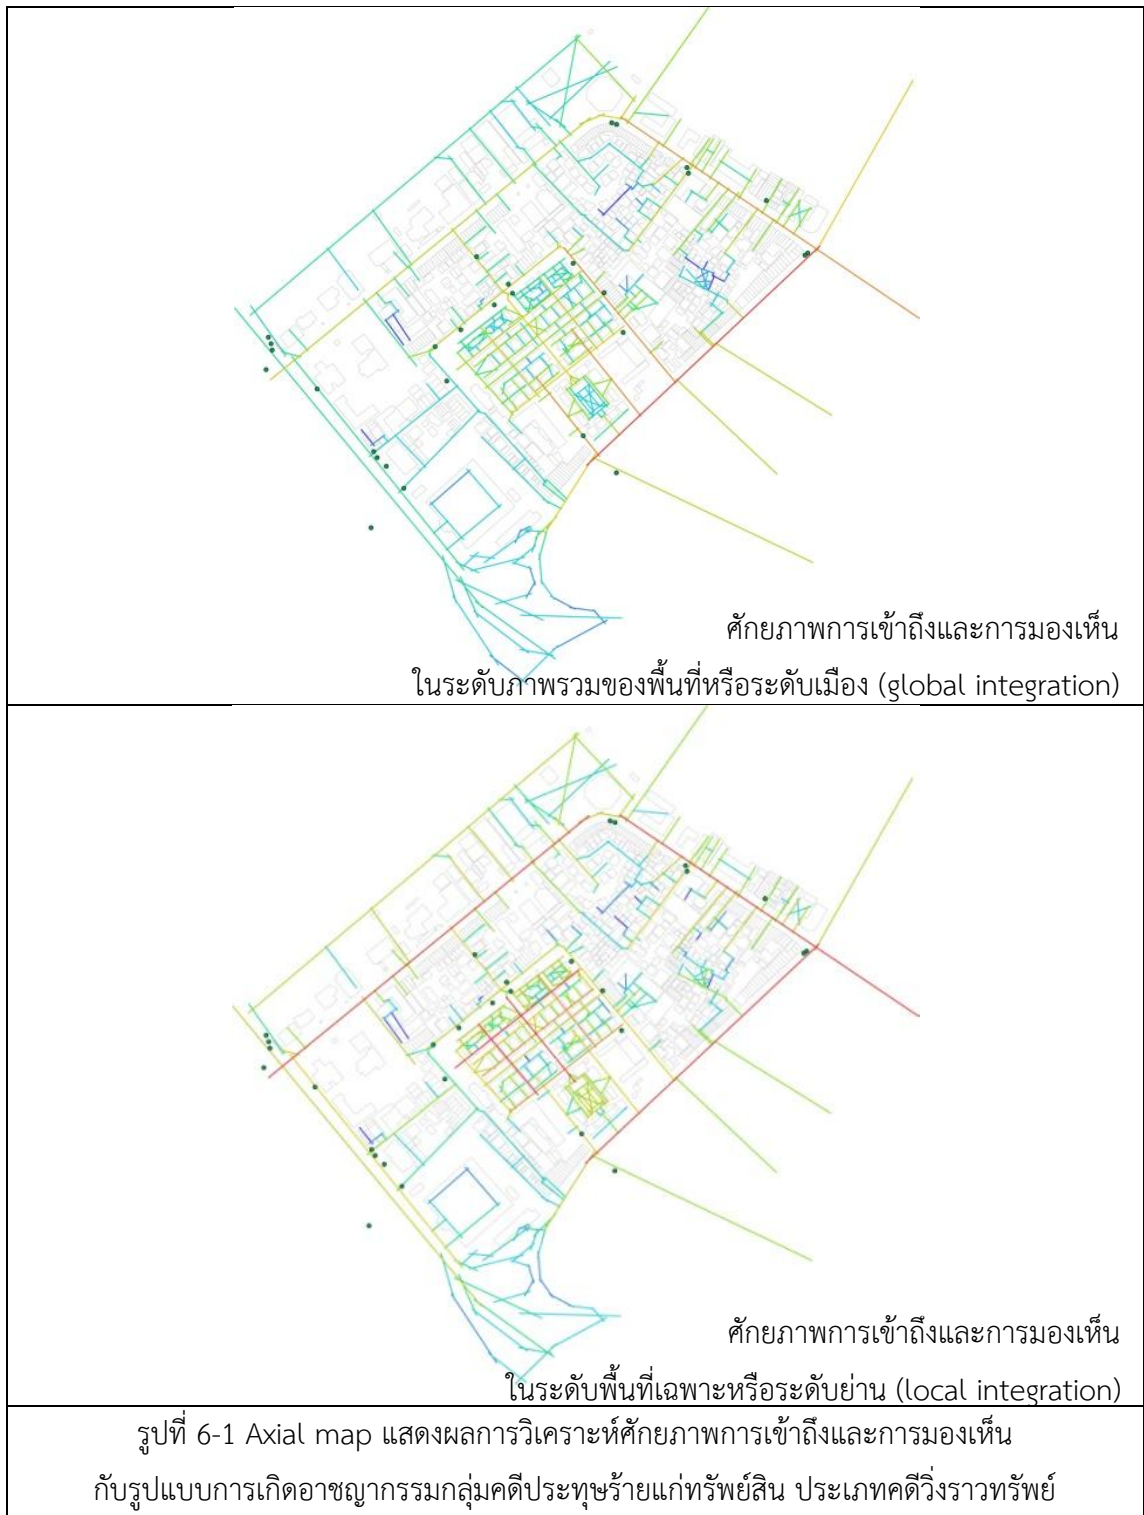 ศักยภาพการเข้าถึงและการมองเห็น
ในระดับภาพรวมของพื้นที่หรือระดับเมือง (global integration)
ศักยภาพการเข้าถึงและการมองเห็น
ในระดับพื้นที่เฉพาะหรือระดับย่าน (local integration)
รูปที่ 6-1 Axial map แสดงผลการวิเคราะห์ศักยภาพการเข้าถึงและการมองเห็น
กับรูปแบบการเกิดอาชญากรรมกลุ่มคดีประทุษร้ายแก่ทรัพย์สิน ประเภทคดีวิ่งราวทรัพย์